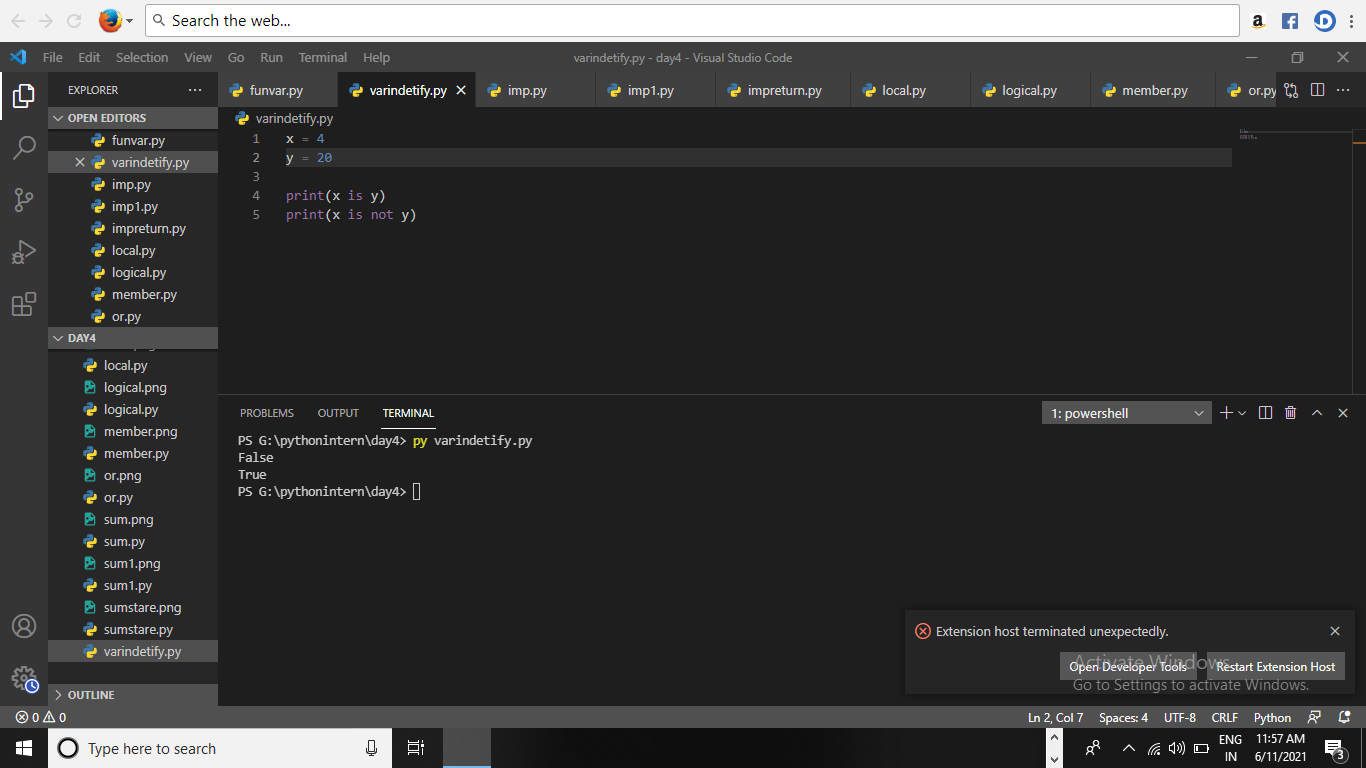 Search the web...
a
File Edit Selection View Go Run Terminal Help
varindetify.py - day4 - Visual Studio Code
EXPLORER
funvar.py varindetify.py imp.py imp1.py impreturn.py local.py logical.py member.py or.py
OPEN EDITORS
funvar.py
varindetify.py
imp.py
imp1.py
impreturn.py
local.py
logical.py
member.py
or.py
DAY4
local.py
logical.png
logical.py
member.png
member.py
or.png
or.py
sum.png
sum.py
sum1.png
sum1.py
sumstare.png
sumstare.py
varindetify.py
OUTLINE
varindetify.py
1 x = 4
2 y = 20
3
4 print(x is y)
5 print(x is not y)
PROBLEMS OUTPUT TERMINAL
1: powershell
PS G:\pythonintern\day4> py varindetify.py
False
True
PS G:\pythonintern\day4>
Extension host terminated unexpectedly.
Open Developer Tools Restart Extension Host
Activate Windows
Go to Settings to activate Windows.
0 0
Ln 2, Col 7 Spaces: 4 UTF-8 CRLF Python
Type here to search
ENG
IN
11:57 AM
6/11/2021
3